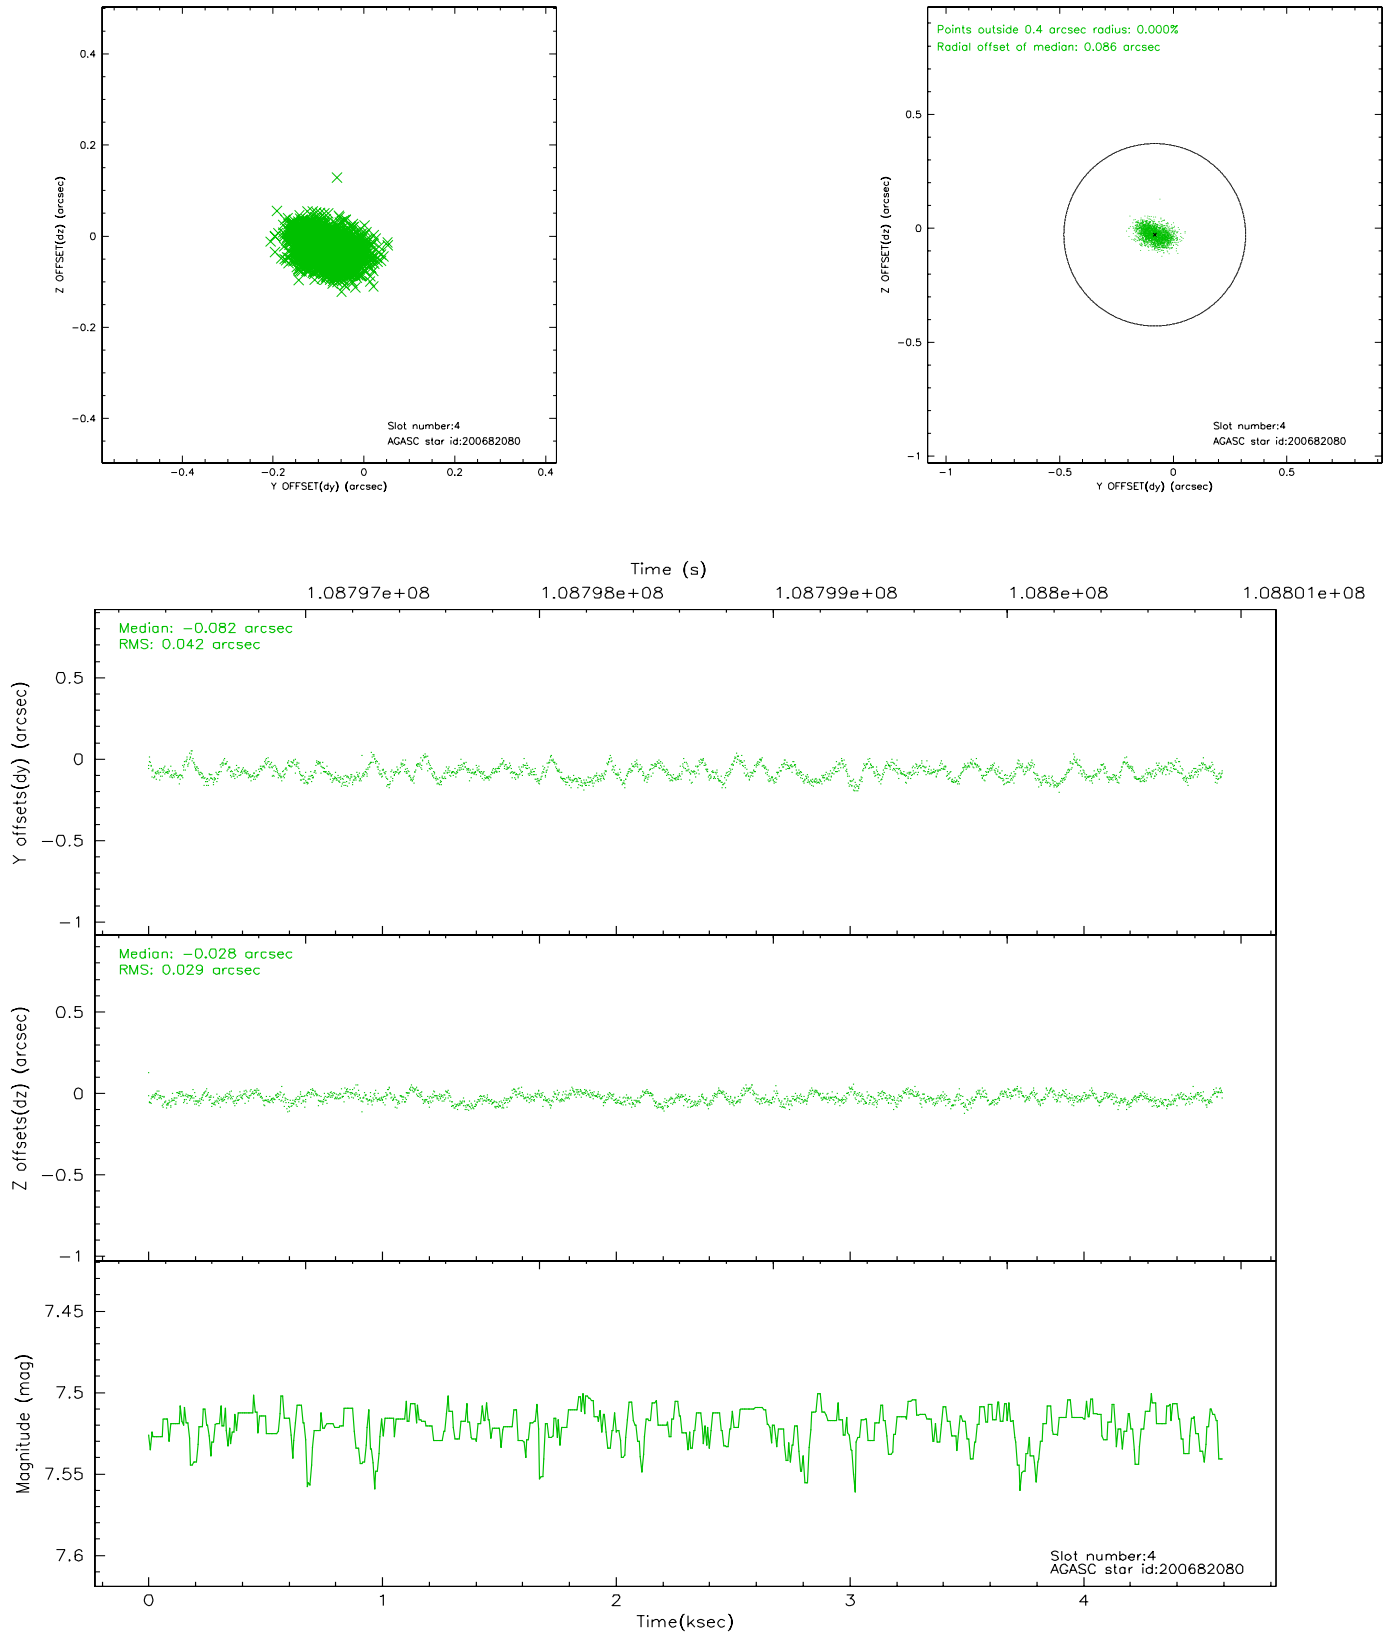 0.4
0.2
0
−0.2
−0.4
Z OFFSET(dz) (arcsec)
Slot number:4
AGASC star id:200682080
−0.4 −0.2 0 0.2 0.4
Y OFFSET(dy) (arcsec)
Points outside 0.4 arcsec radius: 0.000%
Radial offset of median: 0.086 arcsec
0.5
0
−0.5
−1
Z OFFSET(dz) (arcsec)
Slot number:4
AGASC star id:200682080
−1 −0.5 0 0.5
Y OFFSET(dy) (arcsec)
Time (s)
1.08797e+08 1.08798e+08 1.08799e+08 1.088e+08 1.08801e+08
Median: −0.082 arcsec
RMS: 0.042 arcsec
0.5
0
−0.5
−1
Y offsets(dy) (arcsec)
Median: −0.028 arcsec
RMS: 0.029 arcsec
0.5
0
−0.5
−1
Z offsets(dz) (arcsec)
7.45
7.5
7.55
7.6
Magnitude (mag)
Slot number:4
AGASC star id:200682080
0 1 2 3 4
Time(ksec)